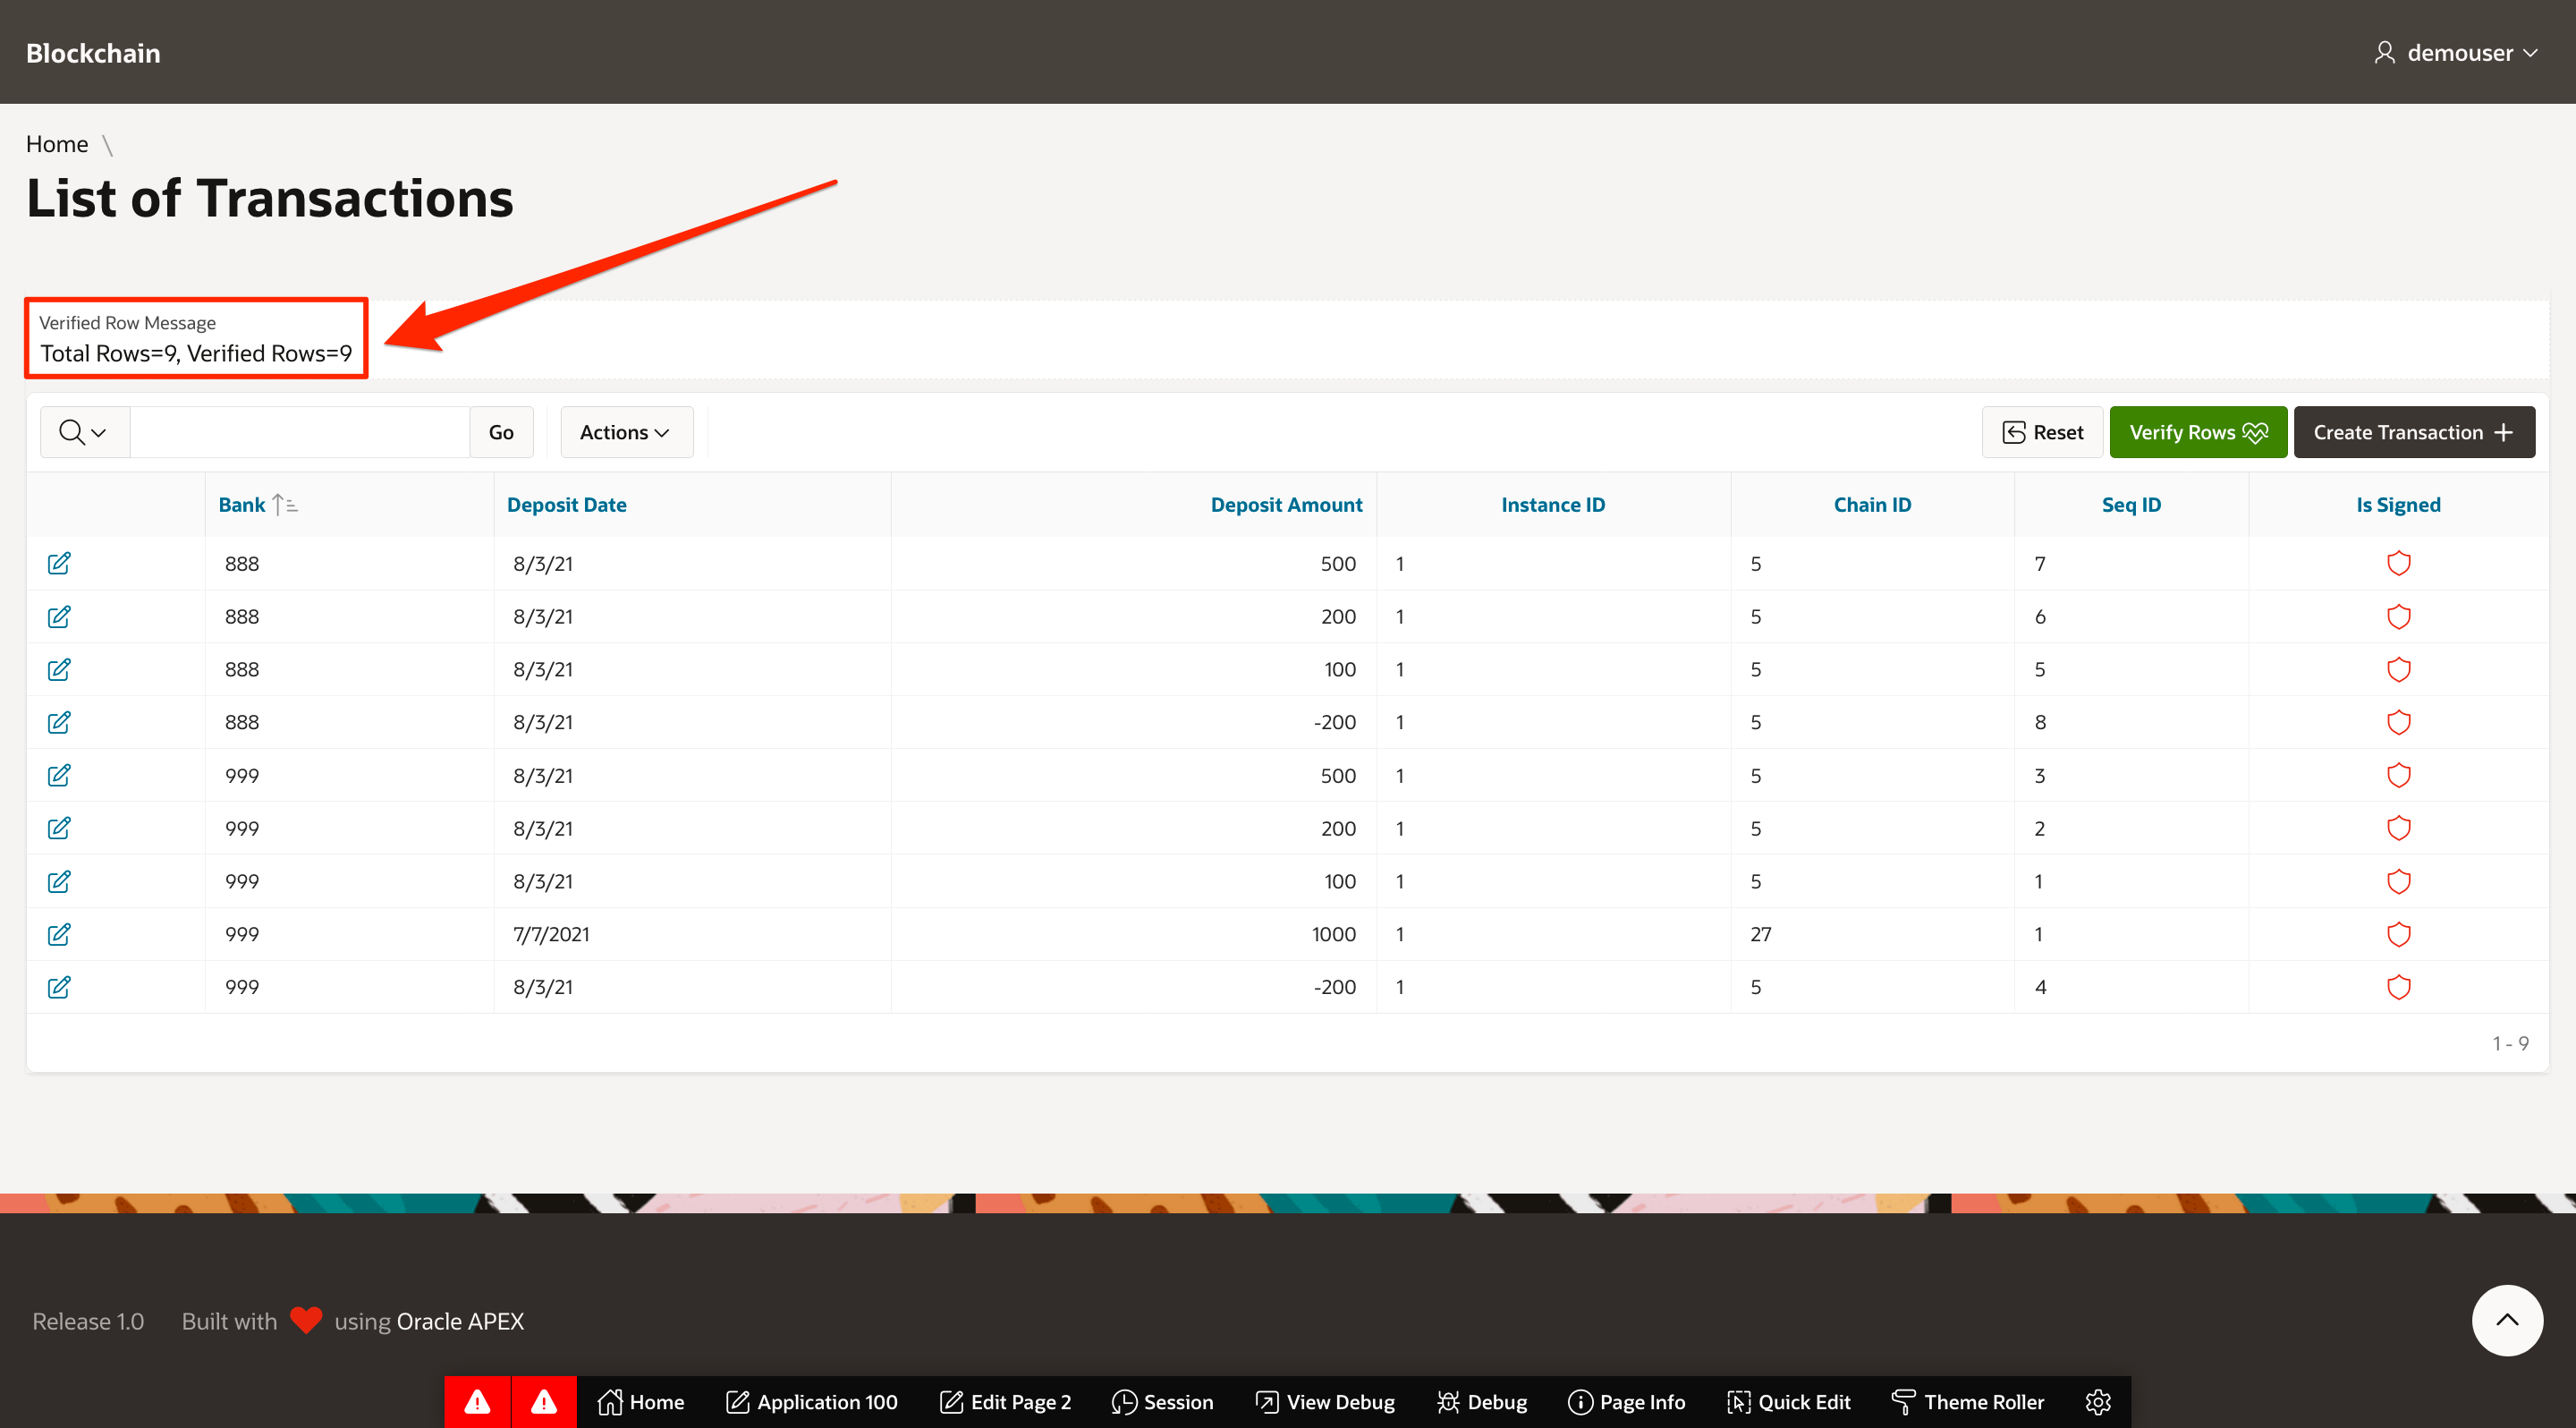 Blockchain
demouser
Home \
List of Transactions
Verified Row Message
Total Rows=9, Verified Rows=9
Go Actions Reset Verify Rows Create Transaction
Bank Deposit Date Deposit Amount Instance ID Chain ID Seq ID Is Signed
888 8/3/21 500 1 5 7
888 8/3/21 200 1 5 6
888 8/3/21 100 1 5 5
888 8/3/21 -200 1 5 8
999 8/3/21 500 1 5 3
999 8/3/21 200 1 5 2
999 8/3/21 100 1 5 1
999 7/7/2021 1000 1 27 1
999 8/3/21 -200 1 5 4
1 - 9
Release 1.0 Built with using Oracle APEX
Home Application 100 Edit Page 2 Session View Debug Debug Page Info Quick Edit Theme Roller